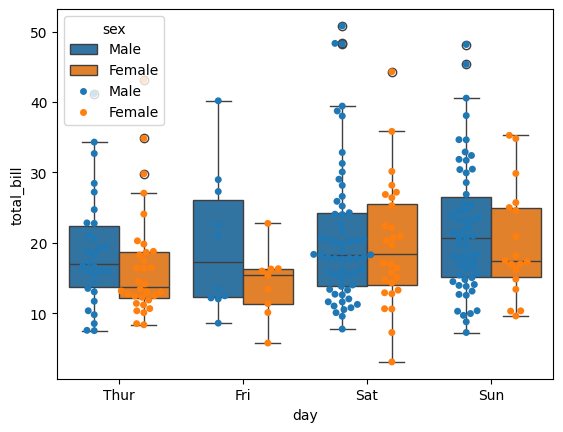 sex
Male
Female
Male
Female
50
40
30
20
10
total_bill
Thur Fri Sat Sun
day